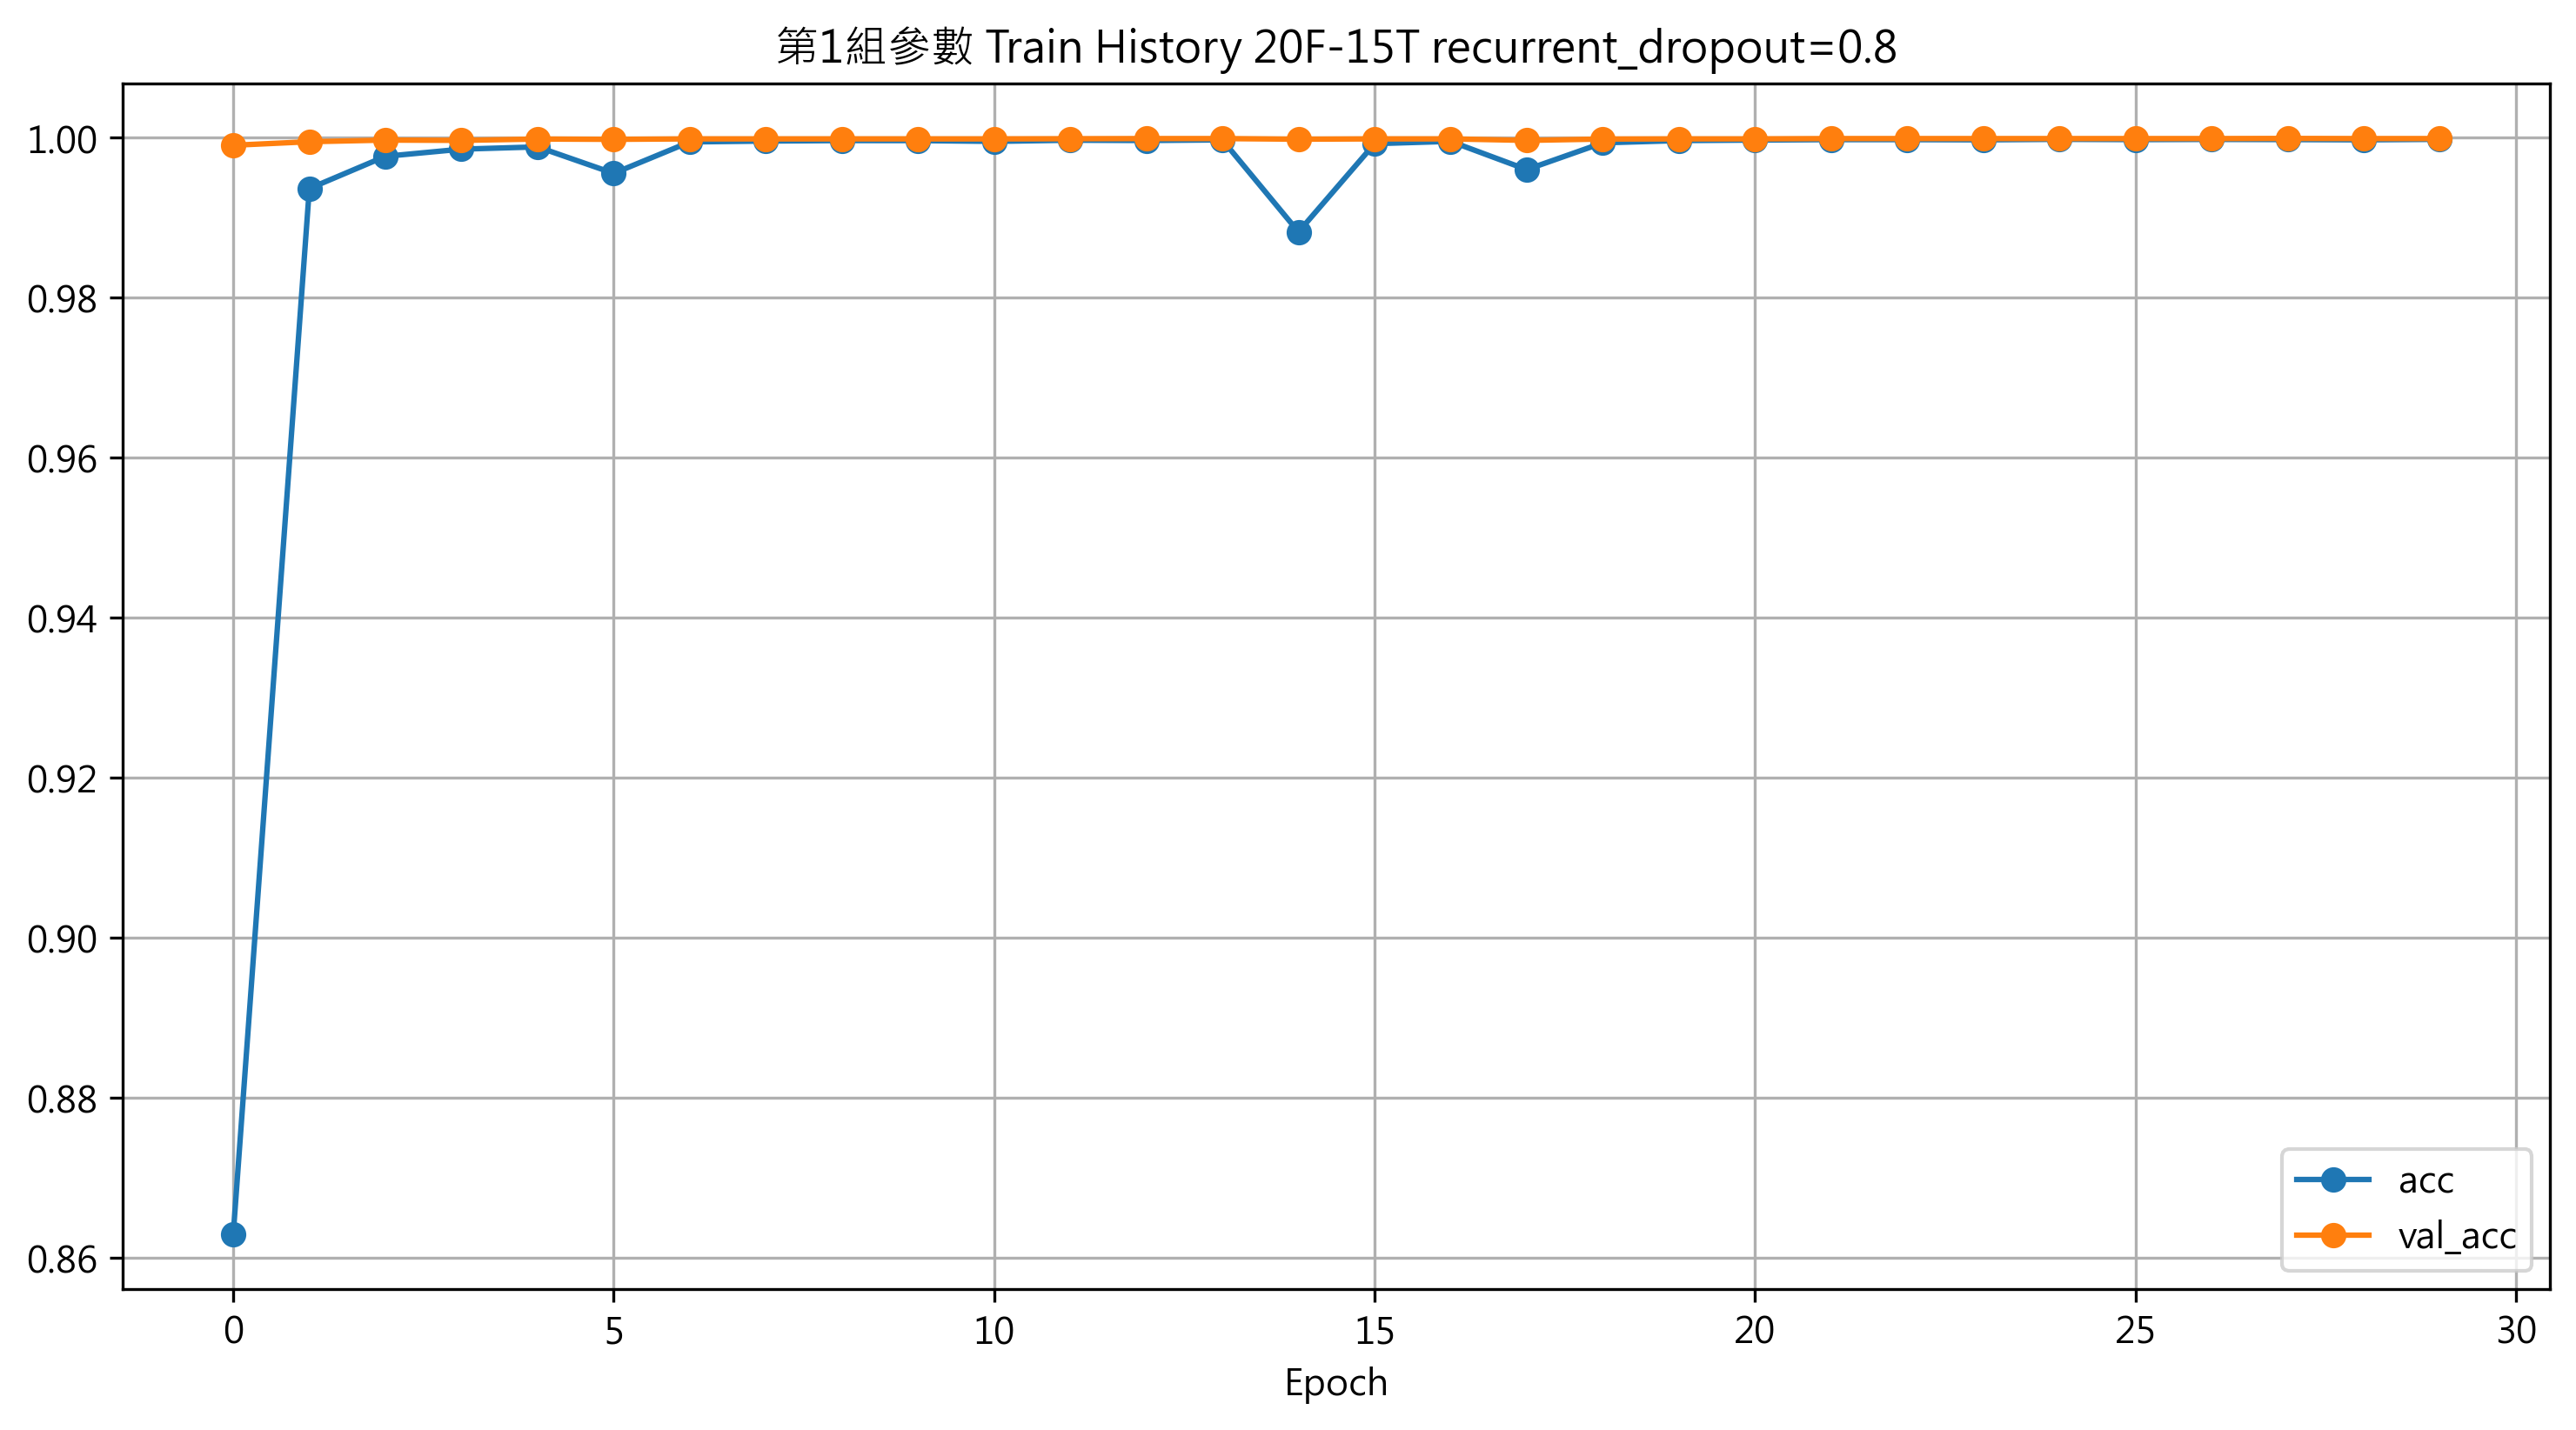 第1組參數 Train History 20F-15T recurrent_dropout=0.8
1.00
0.98
0.96
0.94
0.92
0.90
0.88
0.86
acc
val_acc
0 5 10 15 20 25 30
Epoch